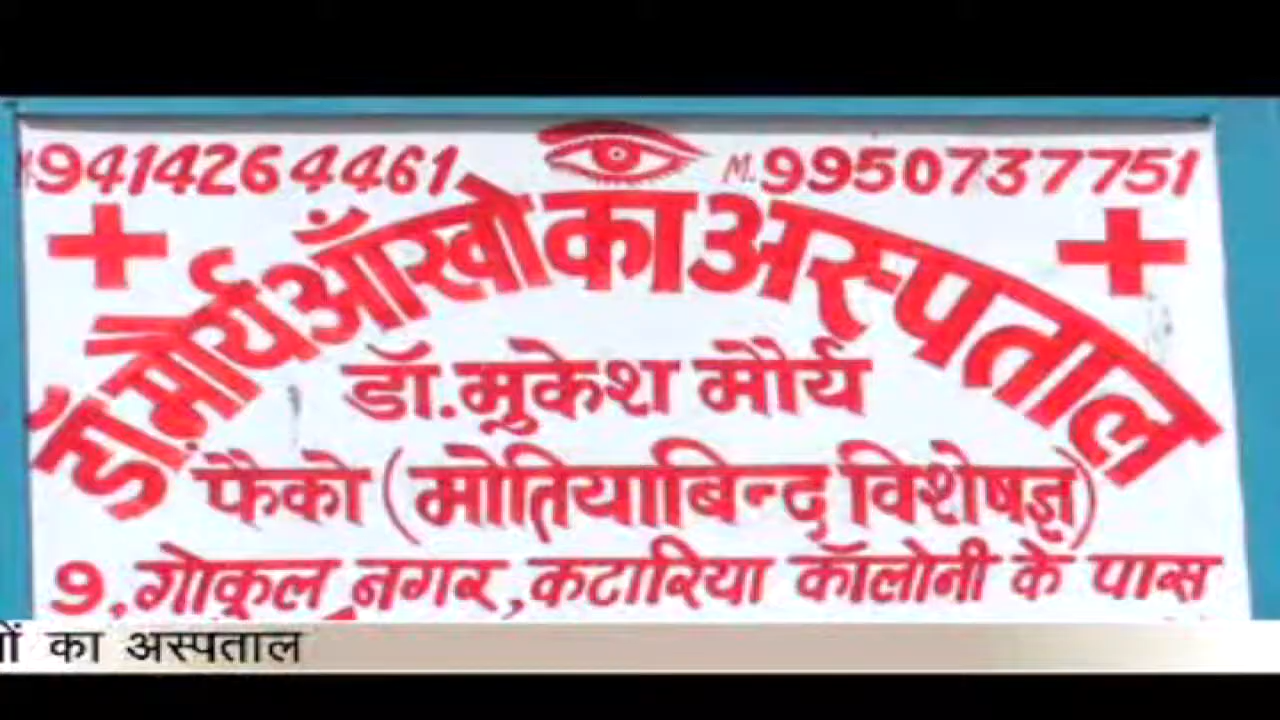 9414264461 M.9950737751
डॉ. मौर्य आँखो का अस्पताल
डॉ. मुकेश मौर्य
फैको (मोतियाबिन्द विशेषज्ञ)
9, गोकुल नगर, कटारिया कॉलोनी के पास
का अस्पताल